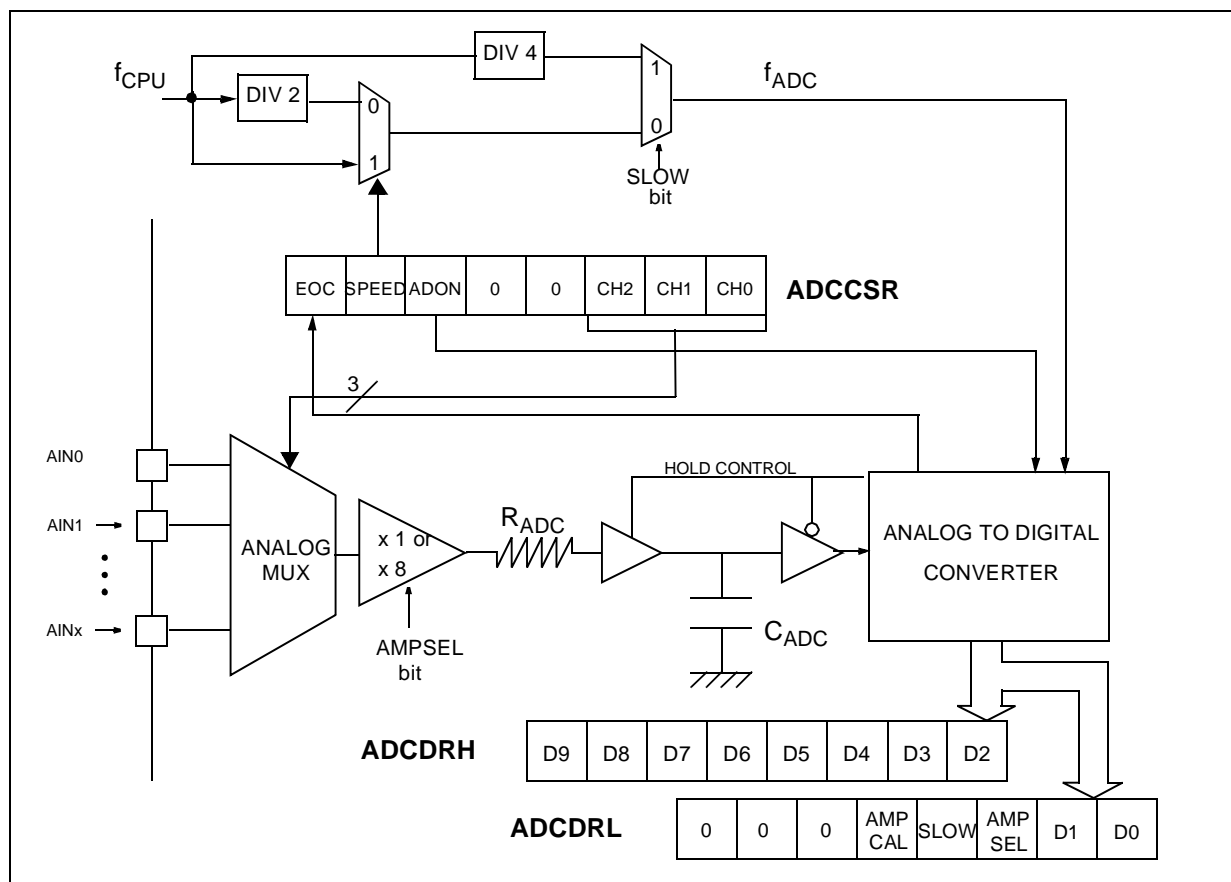 DIV 4
fCPU
DIV 2
0
1
1
0
fADC
SLOW
bit
EOC SPEED ADON 0 0 CH2 CH1 CH0
ADCCSR
3
AIN0
AIN1
AINx
ANALOG
MUX
x 1 or
x 8
AMPSEL
bit
RADC
HOLD CONTROL
CADC
ANALOG TO DIGITAL
CONVERTER
ADCDRH
D9 D8 D7 D6 D5 D4 D3 D2
ADCDRL
0 0 0 AMP CAL SLOW AMP SEL D1 D0